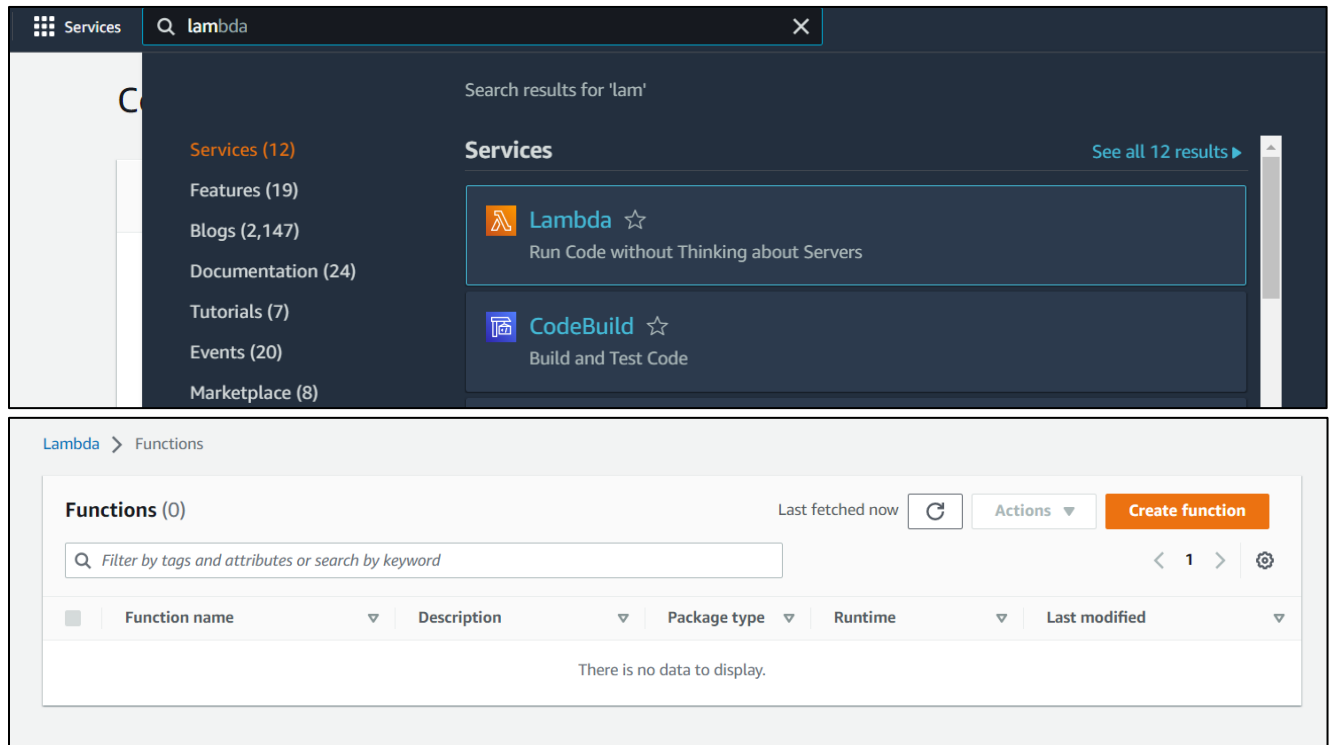 Services
lambda
Co
Search results for 'lam'
Services (12)
Features (19)
Blogs (2,147)
Documentation (24)
Tutorials (7)
Events (20)
Marketplace (8)
Services
See all 12 results
Lambda
Run Code without Thinking about Servers
CodeBuild
Build and Test Code
Lambda > Functions
Functions (0)
Last fetched now
Actions
Create function
Filter by tags and attributes or search by keyword
1
Function name Description Package type Runtime Last modified
There is no data to display.